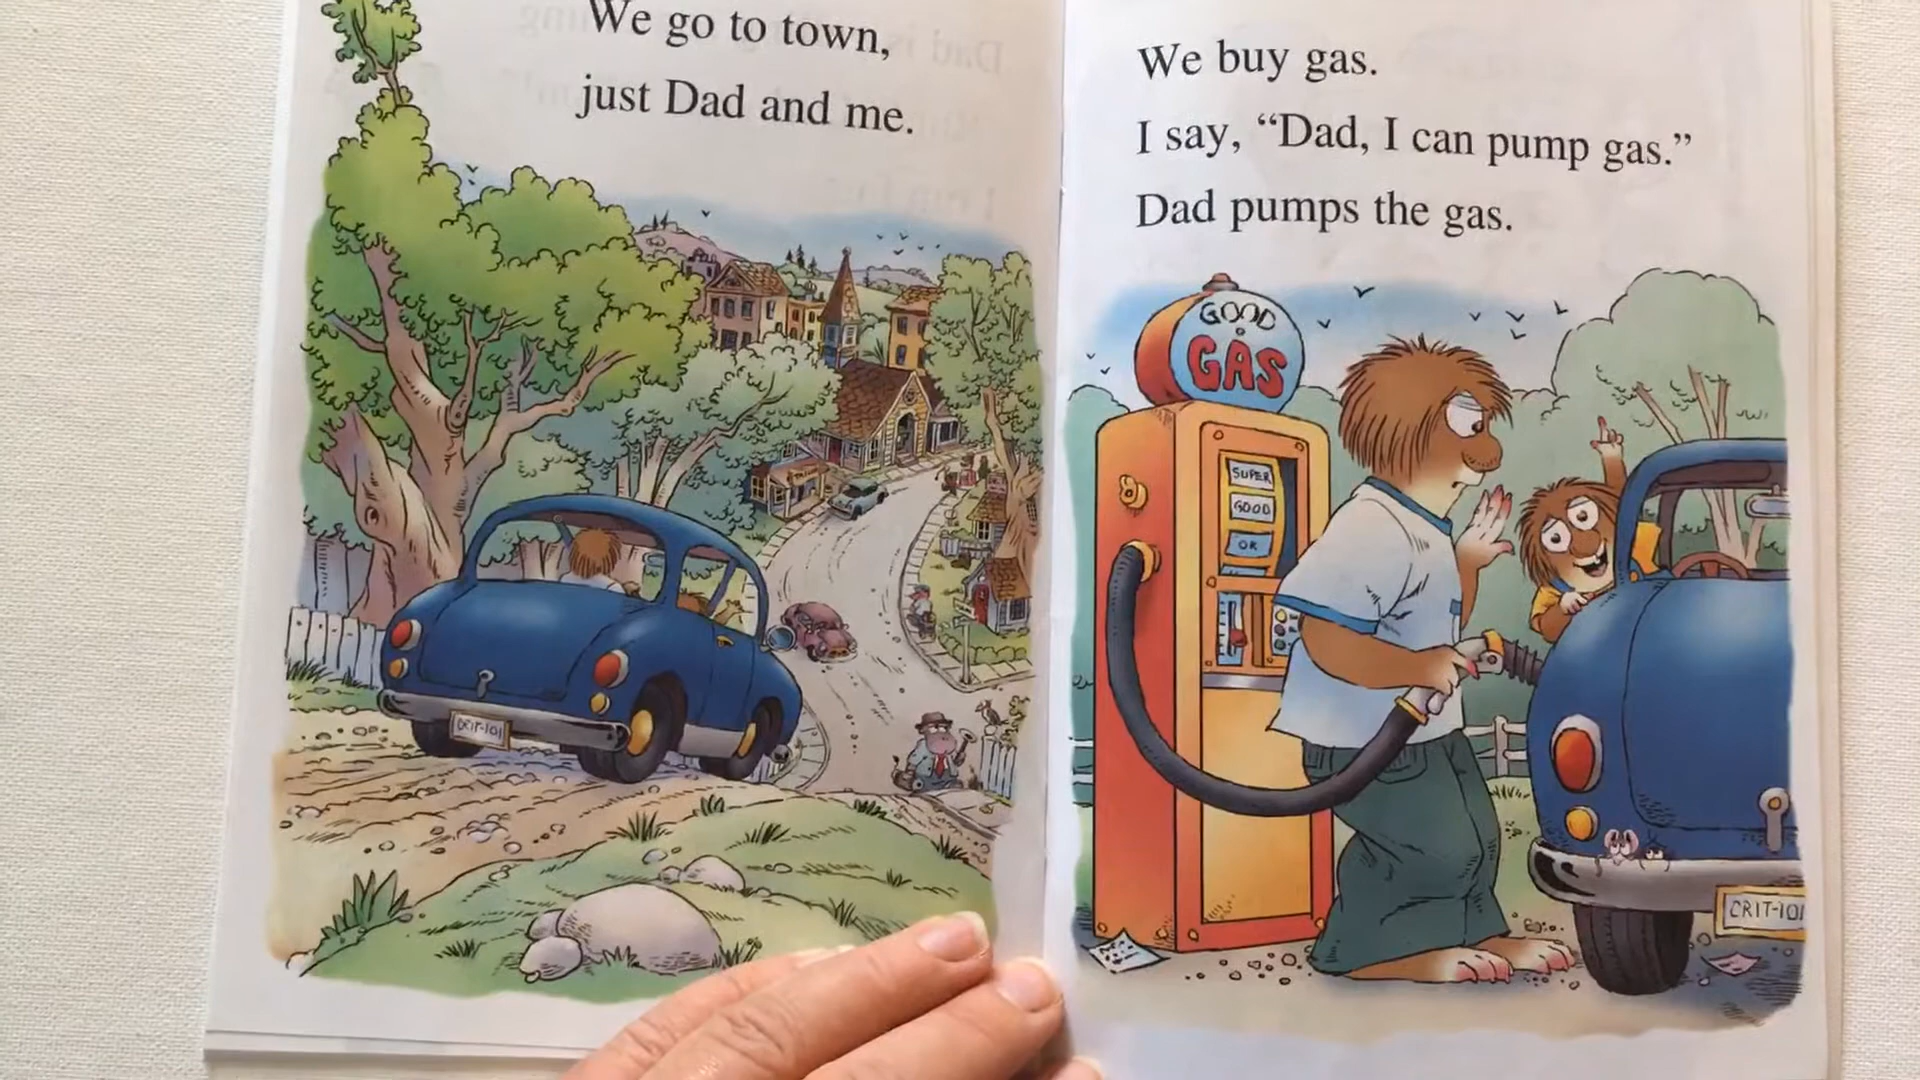 We go to town,
just Dad and me.
CRIT-101
We buy gas.
I say, “Dad, I can pump gas.”
Dad pumps the gas.
GOOD
GAS
SUPER
GOOD
OK
CRIT-101